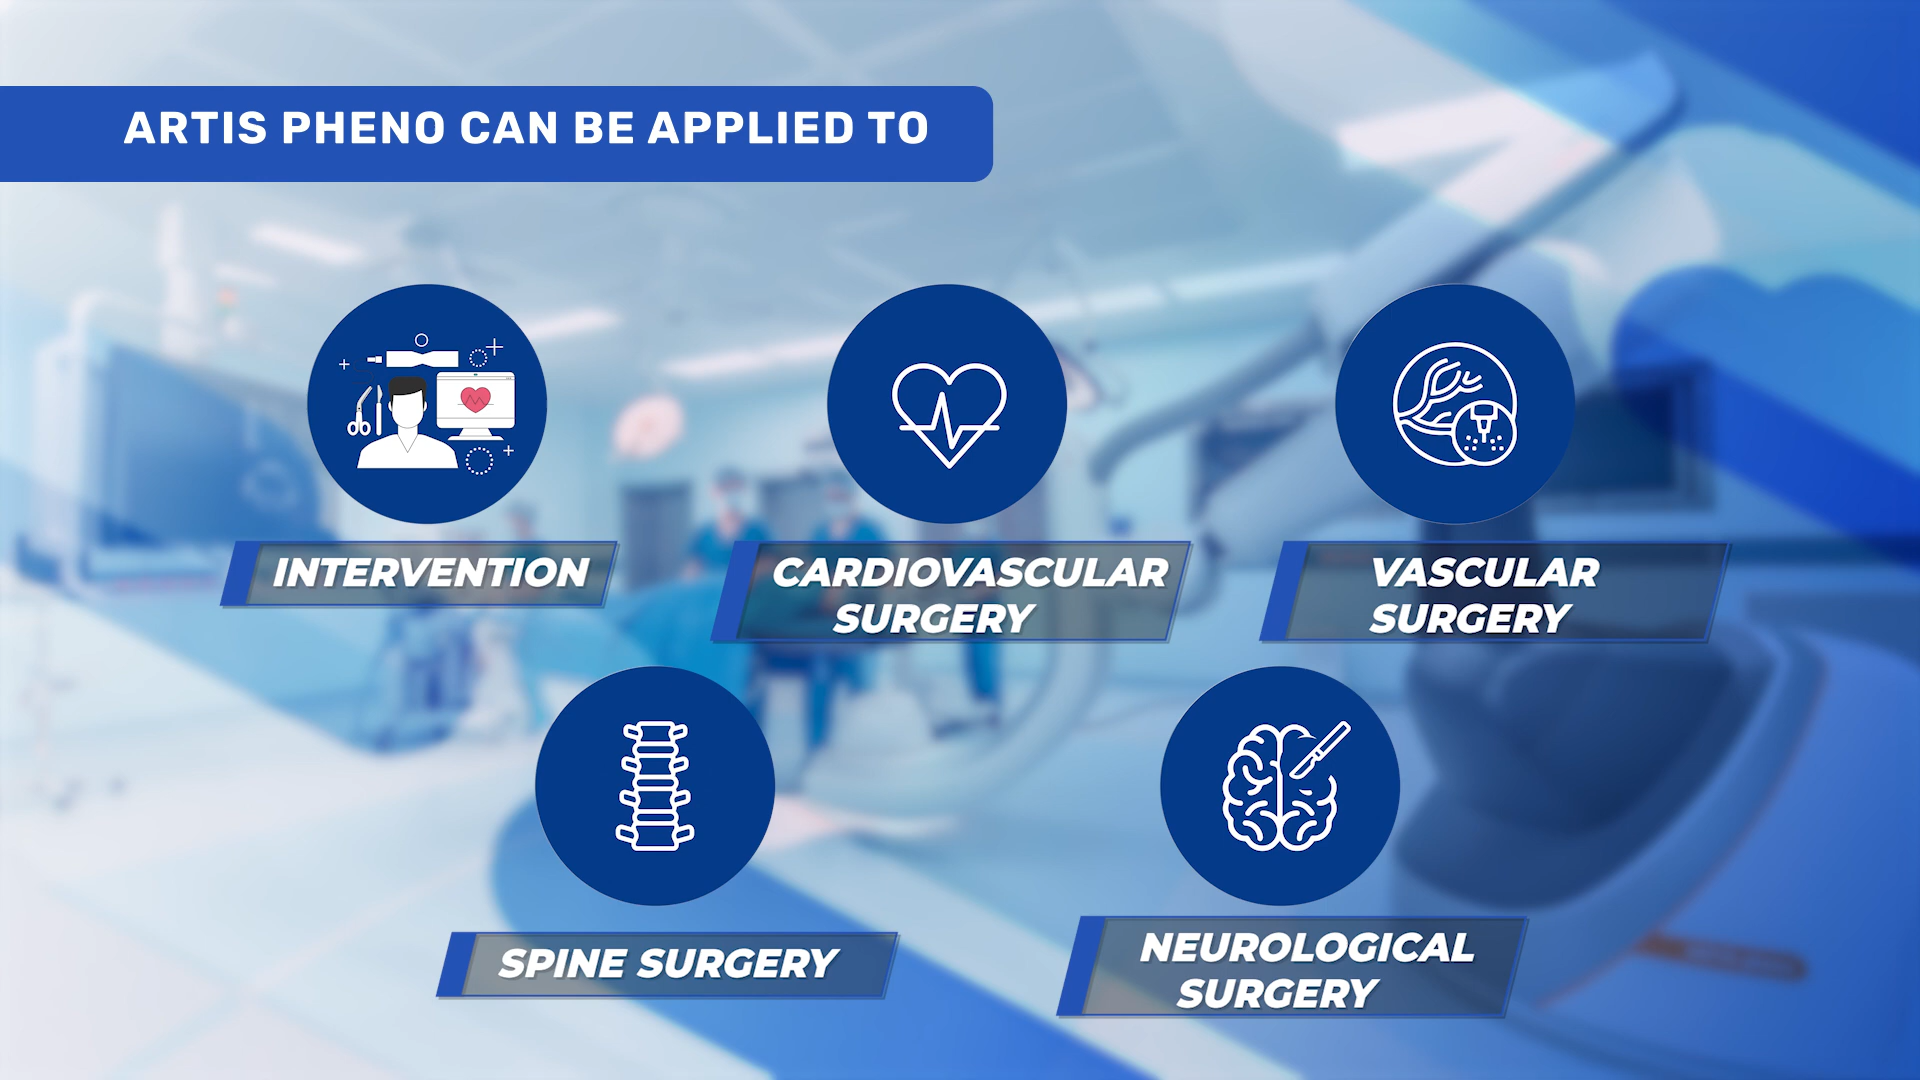 ARTIS PHENO CAN BE APPLIED TO
INTERVENTION
CARDIOVASCULAR
SURGERY
VASCULAR
SURGERY
SPINE SURGERY
NEUROLOGICAL
SURGERY